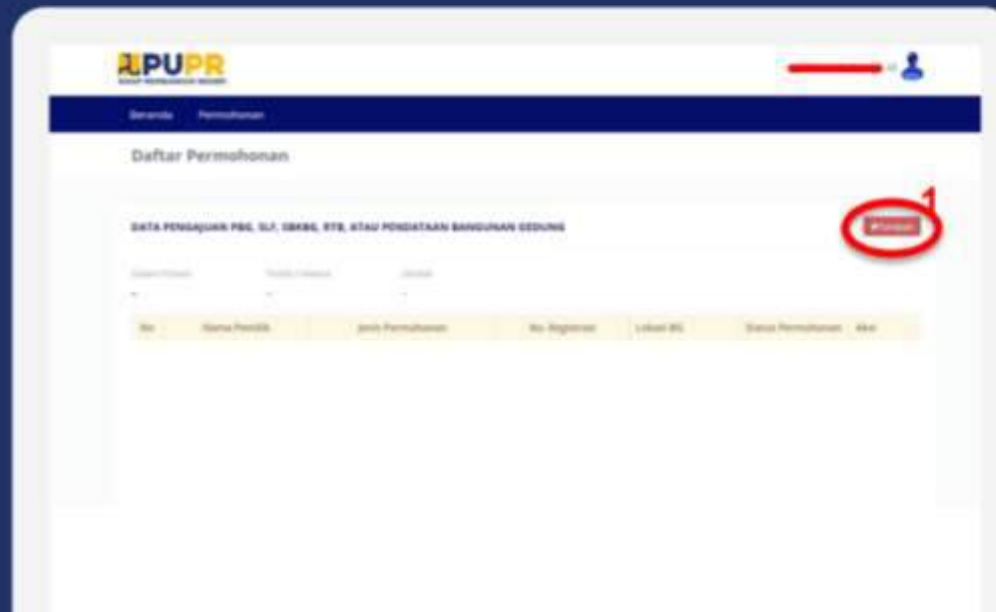 PUPR
Beranda Permohonan
Daftar Permohonan
1
DATA PENGAJUAN PBG, SLF, SBKBG, RTB, ATAU PENDATAAN BANGUNAN GEDUNG
No Nama Pemilik Jenis Permohonan No. Registrasi Lokasi BG Status Permohonan Aksi